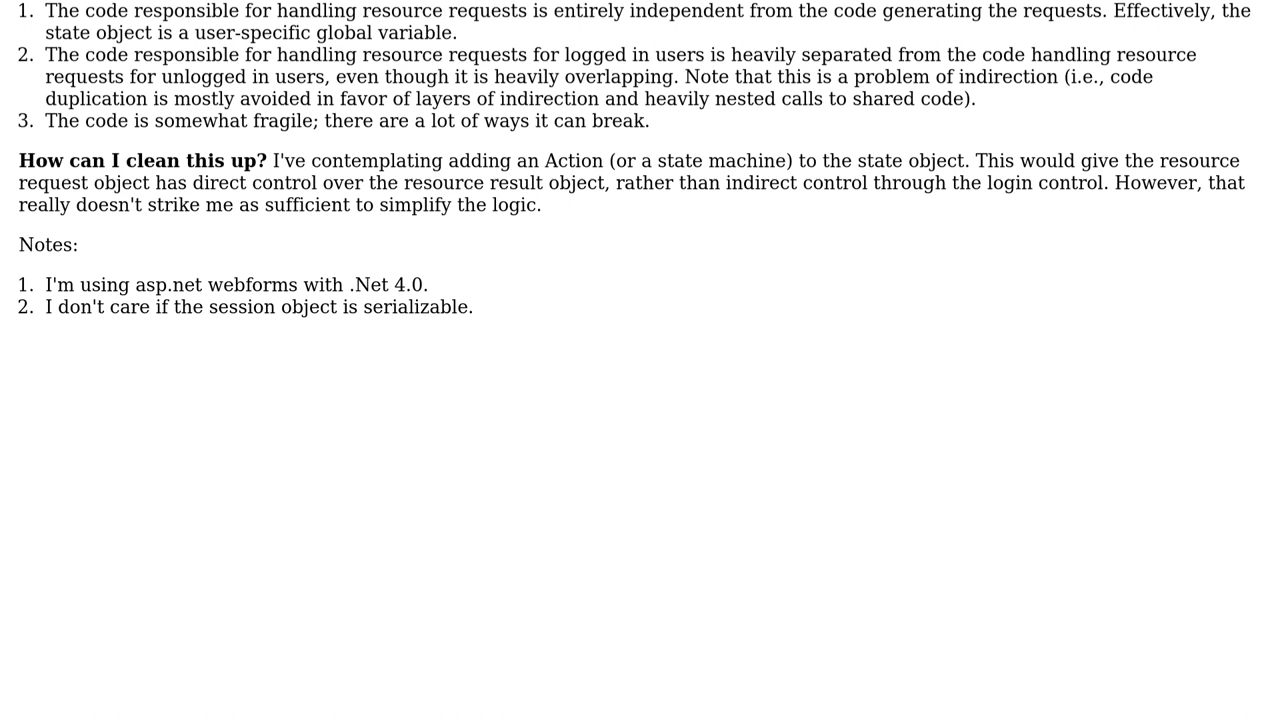 1. The code responsible for handling resource requests is entirely independent from the code generating the requests. Effectively, the
state object is a user-specific global variable.
2. The code responsible for handling resource requests for logged in users is heavily separated from the code handling resource
requests for unlogged in users, even though it is heavily overlapping. Note that this is a problem of indirection (i.e., code
duplication is mostly avoided in favor of layers of indirection and heavily nested calls to shared code).
3. The code is somewhat fragile; there are a lot of ways it can break.
How can I clean this up? I've contemplating adding an Action (or a state machine) to the state object. This would give the resource
request object has direct control over the resource result object, rather than indirect control through the login control. However, that
really doesn't strike me as sufficient to simplify the logic.
Notes:
1. I'm using asp.net webforms with .Net 4.0.
2. I don't care if the session object is serializable.